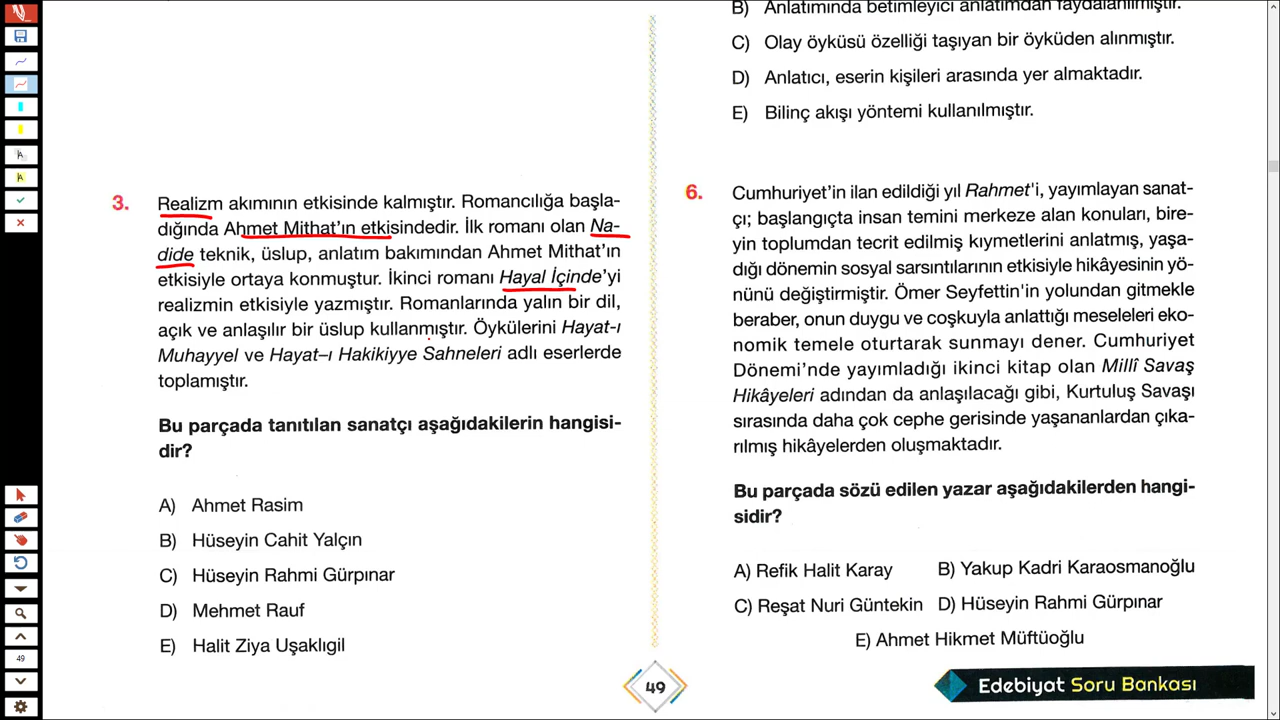 3. Realizm akımının etkisinde kalmıştır. Romancılığa başla-
dığında Ahmet Mithat’ın etkisindedir. İlk romanı olan Na-
dide teknik, üslup, anlatım bakımından Ahmet Mithat’ın
etkisiyle ortaya konmuştur. İkinci romanı Hayal İçinde’yi
realizmin etkisiyle yazmıştır. Romanlarında yalın bir dil,
açık ve anlaşılır bir üslup kullanmıştır. Öykülerini Hayat-ı
Muhayyel ve Hayat–ı Hakikiyye Sahneleri adlı eserlerde
toplamıştır.
Bu parçada tanıtılan sanatçı aşağıdakilerin hangisi-
dir?
A) Ahmet Rasim
B) Hüseyin Cahit Yalçın
C) Hüseyin Rahmi Gürpınar
D) Mehmet Rauf
E) Halit Ziya Uşaklıgil
B) Anlatımında betimleyici anlatımdan faydalanılmıştır.
C) Olay öyküsü özelliği taşıyan bir öyküden alınmıştır.
D) Anlatıcı, eserin kişileri arasında yer almaktadır.
E) Bilinç akışı yöntemi kullanılmıştır.
6. Cumhuriyet’in ilan edildiği yıl Rahmet'i, yayımlayan sanat-
çı; başlangıçta insan temini merkeze alan konuları, bire-
yin toplumdan tecrit edilmiş kıymetlerini anlatmış, yaşa-
dığı dönemin sosyal sarsıntılarının etkisiyle hikâyesinin yö-
nünü değiştirmiştir. Ömer Seyfettin'in yolundan gitmekle
beraber, onun duygu ve coşkuyla anlattığı meseleleri eko-
nomik temele oturtarak sunmayı dener. Cumhuriyet
Dönemi’nde yayımladığı ikinci kitap olan Millî Savaş
Hikâyeleri adından da anlaşılacağı gibi, Kurtuluş Savaşı
sırasında daha çok cephe gerisinde yaşananlardan çıka-
rılmış hikâyelerden oluşmaktadır.
Bu parçada sözü edilen yazar aşağıdakilerden hangi-
sidir?
A) Refik Halit Karay B) Yakup Kadri Karaosmanoğlu
C) Reşat Nuri Güntekin D) Hüseyin Rahmi Gürpınar
E) Ahmet Hikmet Müftüoğlu
49
Edebiyat Soru Bankası
A
A
49